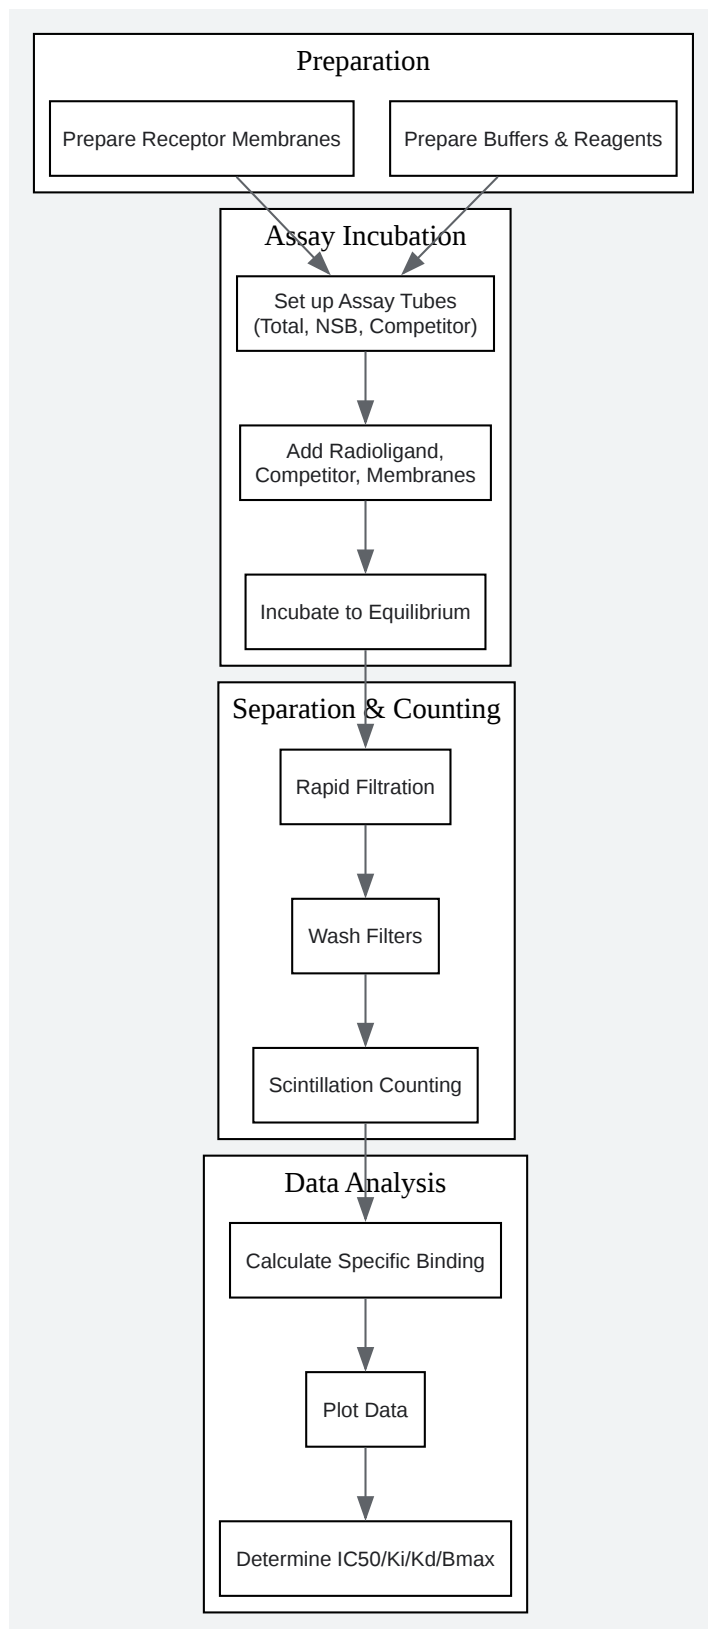 Preparation
Prepare Receptor Membranes
Prepare Buffers & Reagents
Assay Incubation
Set up Assay Tubes
(Total, NSB, Competitor)
Add Radioligand,
Competitor, Membranes
Incubate to Equilibrium
Separation & Counting
Rapid Filtration
Wash Filters
Scintillation Counting
Data Analysis
Calculate Specific Binding
Plot Data
Determine IC50/Ki/Kd/Bmax